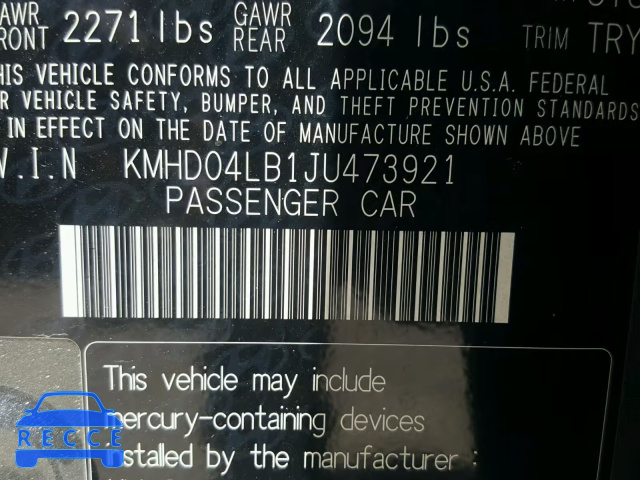 GAWR FRONT 2271 lbs GAWR REAR 2094 lbs TRIM TRY
THIS VEHICLE CONFORMS TO ALL APPLICABLE U.S.A. FEDERAL
R VEHICLE SAFETY, BUMPER, AND THEFT PREVENTION STANDARDS
IN EFFECT ON THE DATE OF MANUFACTURE SHOWN ABOVE
V.I.N KMHD04LB1JU473921
PASSENGER CAR
This vehicle may include
mercury-containing devices
installed by the manufacturer :
RECCE